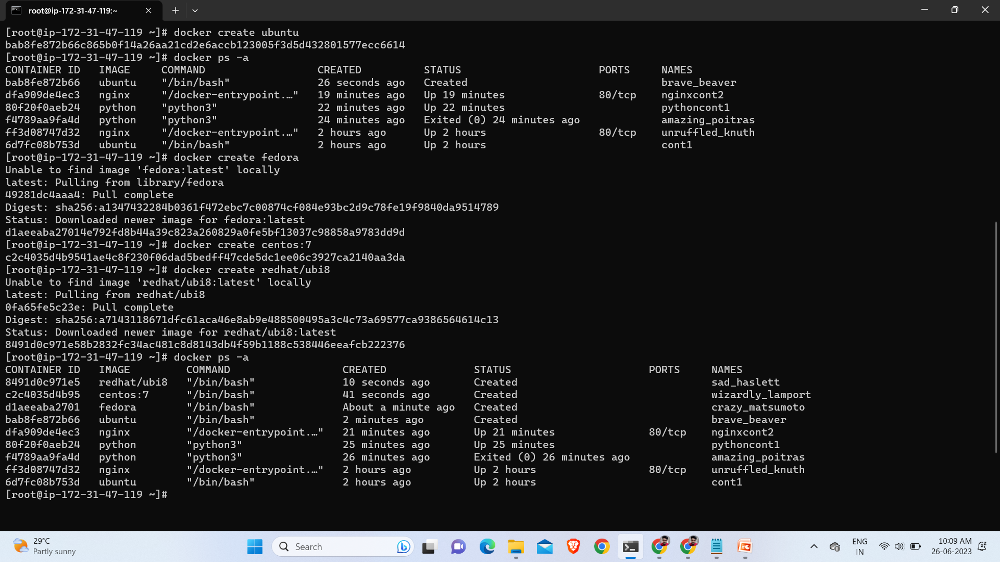 root@ip-172-31-47-119:~
[root@ip-172-31-47-119 ~]# docker create ubuntu
bab8fe872b66c865b0f14a26aa21cd2e6accb123005f3d5d432801577ecc6614
[root@ip-172-31-47-119 ~]# docker ps -a
CONTAINER ID   IMAGE     COMMAND                  CREATED          STATUS                      PORTS     NAMES
bab8fe872b66   ubuntu    "/bin/bash"              26 seconds ago   Created                               brave_beaver
dfa909de4ec3   nginx     "/docker-entrypoint.…"   19 minutes ago   Up 19 minutes               80/tcp    nginxcont2
80f20f0aeb24   python    "python3"                22 minutes ago   Up 22 minutes                         pythoncont1
f4789aa9fa4d   python    "python3"                24 minutes ago   Exited (0) 24 minutes ago             amazing_poitras
ff3d08747d32   nginx     "/docker-entrypoint.…"   2 hours ago      Up 2 hours                  80/tcp    unruffled_knuth
6d7fc08b753d   ubuntu    "/bin/bash"              2 hours ago      Up 2 hours                            cont1
[root@ip-172-31-47-119 ~]# docker create fedora
Unable to find image 'fedora:latest' locally
latest: Pulling from library/fedora
49281dc4aaa4: Pull complete
Digest: sha256:a1347432284b0361f472ebc7c00874cf084e93bc2d9c78fe19f9840da9514789
Status: Downloaded newer image for fedora:latest
d1aeeaba27014e792fd8b44a39c823a260829a0fe5bf13037c98858a9783dd9d
[root@ip-172-31-47-119 ~]# docker create centos:7
c2c4035d4b9541ae4c8f230f06dad5bedff47cde5dc1ee06c3927ca2140aa3da
[root@ip-172-31-47-119 ~]# docker create redhat/ubi8
Unable to find image 'redhat/ubi8:latest' locally
latest: Pulling from redhat/ubi8
0fa65fe5c23e: Pull complete
Digest: sha256:a7143118671dfc61aca46e8ab9e488500495a3c4c73a69577ca9386564614c13
Status: Downloaded newer image for redhat/ubi8:latest
8491d0c971e58b2832fc34ac481c8d8143db4f59b1188c538446eeafcb222376
[root@ip-172-31-47-119 ~]# docker ps -a
CONTAINER ID   IMAGE         COMMAND                  CREATED              STATUS                      PORTS     NAMES
8491d0c971e5   redhat/ubi8   "/bin/bash"              10 seconds ago       Created                               sad_haslett
c2c4035d4b95   centos:7      "/bin/bash"              41 seconds ago       Created                               wizardly_lamport
d1aeeaba2701   fedora        "/bin/bash"              About a minute ago   Created                               crazy_matsumoto
bab8fe872b66   ubuntu        "/bin/bash"              2 minutes ago        Created                               brave_beaver
dfa909de4ec3   nginx         "/docker-entrypoint.…"   21 minutes ago       Up 21 minutes               80/tcp    nginxcont2
80f20f0aeb24   python        "python3"                25 minutes ago       Up 25 minutes                         pythoncont1
f4789aa9fa4d   python        "python3"                26 minutes ago       Exited (0) 26 minutes ago             amazing_poitras
ff3d08747d32   nginx         "/docker-entrypoint.…"   2 hours ago          Up 2 hours                  80/tcp    unruffled_knuth
6d7fc08b753d   ubuntu        "/bin/bash"              2 hours ago          Up 2 hours                            cont1
[root@ip-172-31-47-119 ~]#
29°C
Partly sunny
Search
ENG
IN
10:09 AM
26-06-2023